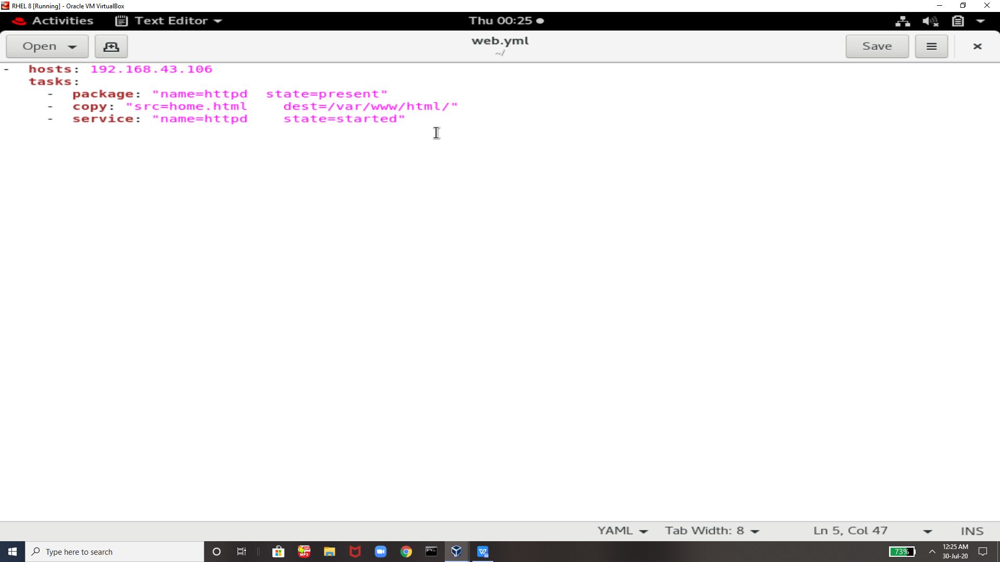 RHEL 8 [Running] - Oracle VM VirtualBox
Activities Text Editor Thu 00:25
Open web.yml Save
~/
- hosts: 192.168.43.106
tasks:
- package: "name=httpd state=present"
- copy: "src=home.html dest=/var/www/html/"
- service: "name=httpd state=started"
YAML Tab Width: 8 Ln 5, Col 47 INS
Type here to search
MP3
73%
12:25 AM
30-Jul-20